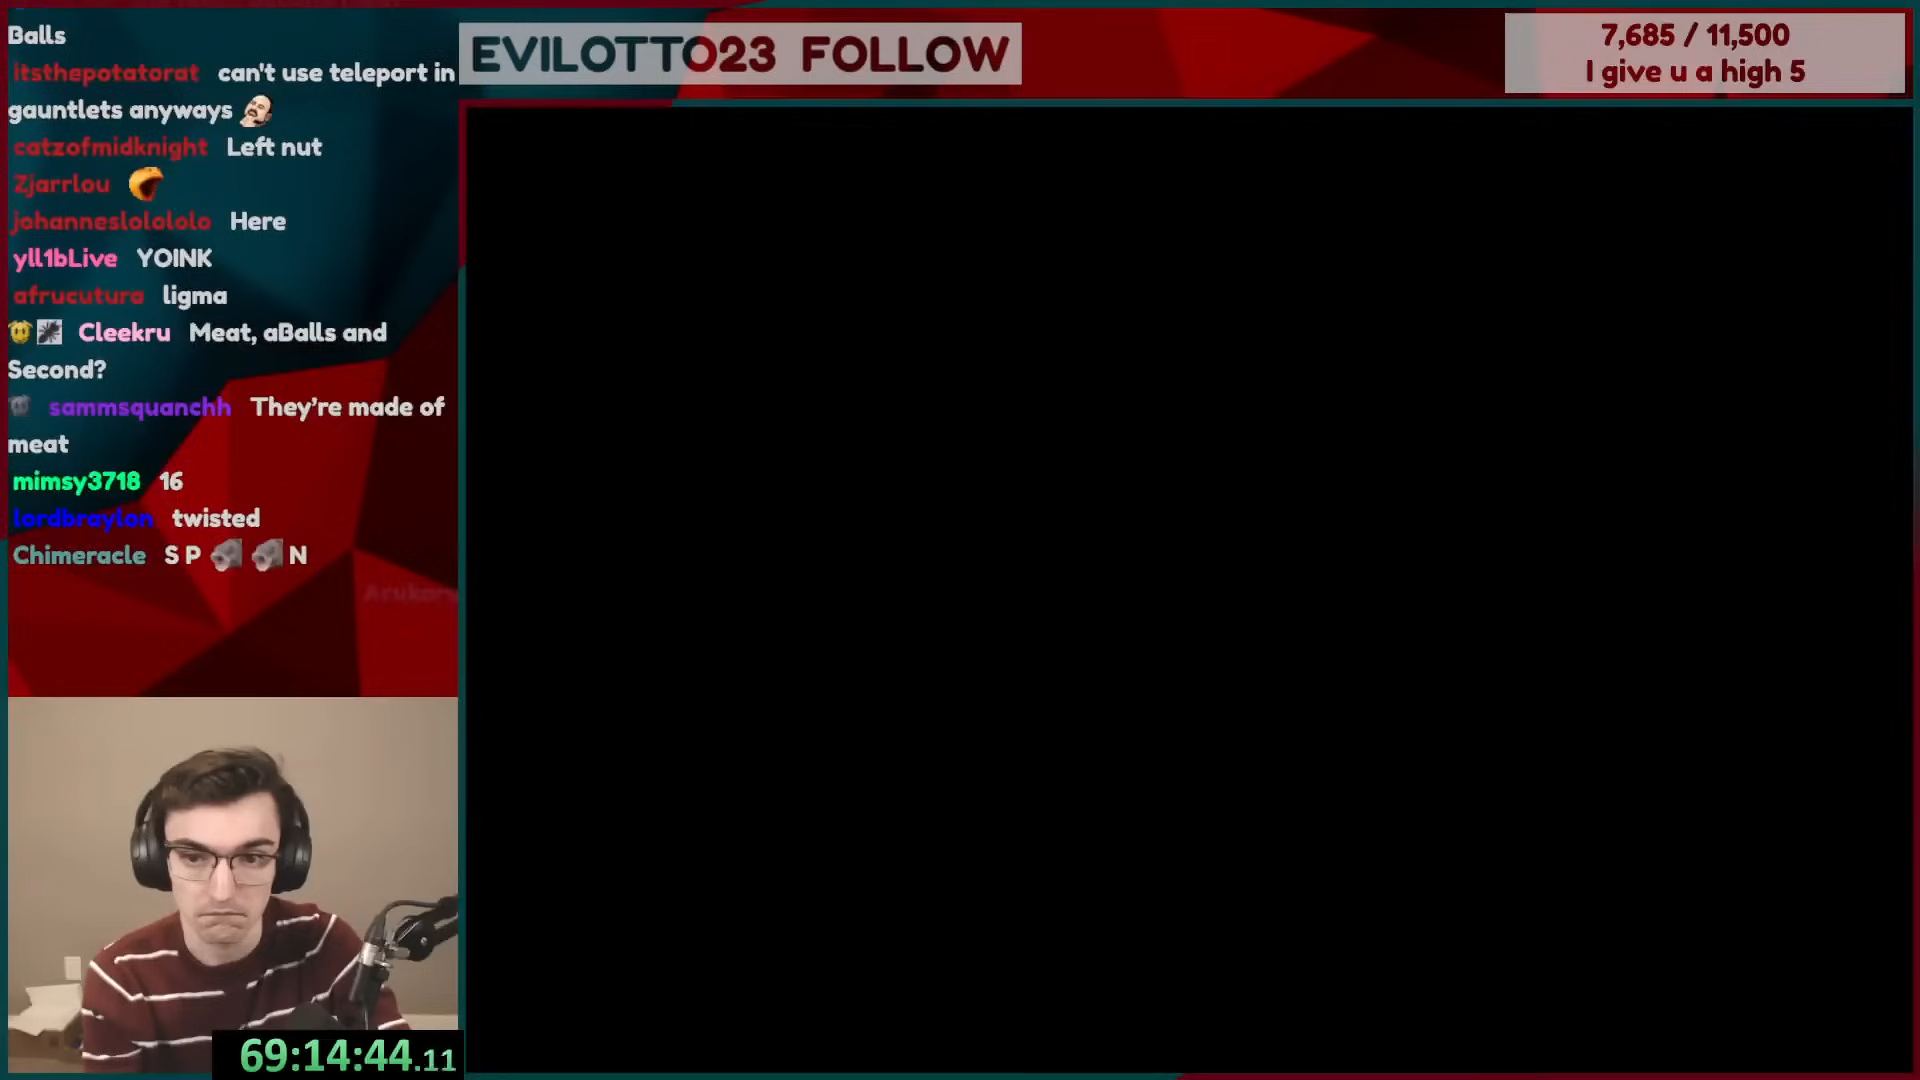 Balls
itsthepotatorat can't use teleport in
gauntlets anyways
catzofmidknight Left nut
Zjarrlou
johanneslolololo Here
yll1bLive YOINK
afrucutura ligma
Cleekru Meat, aBalls and
Second?
sammsquanchh They're made of
meat
mimsy3718 16
lordbraylon twisted
Chimeracle S P N
EVILOTTO23 FOLLOW
7,685 / 11,500
I give u a high 5
69:14:44.11